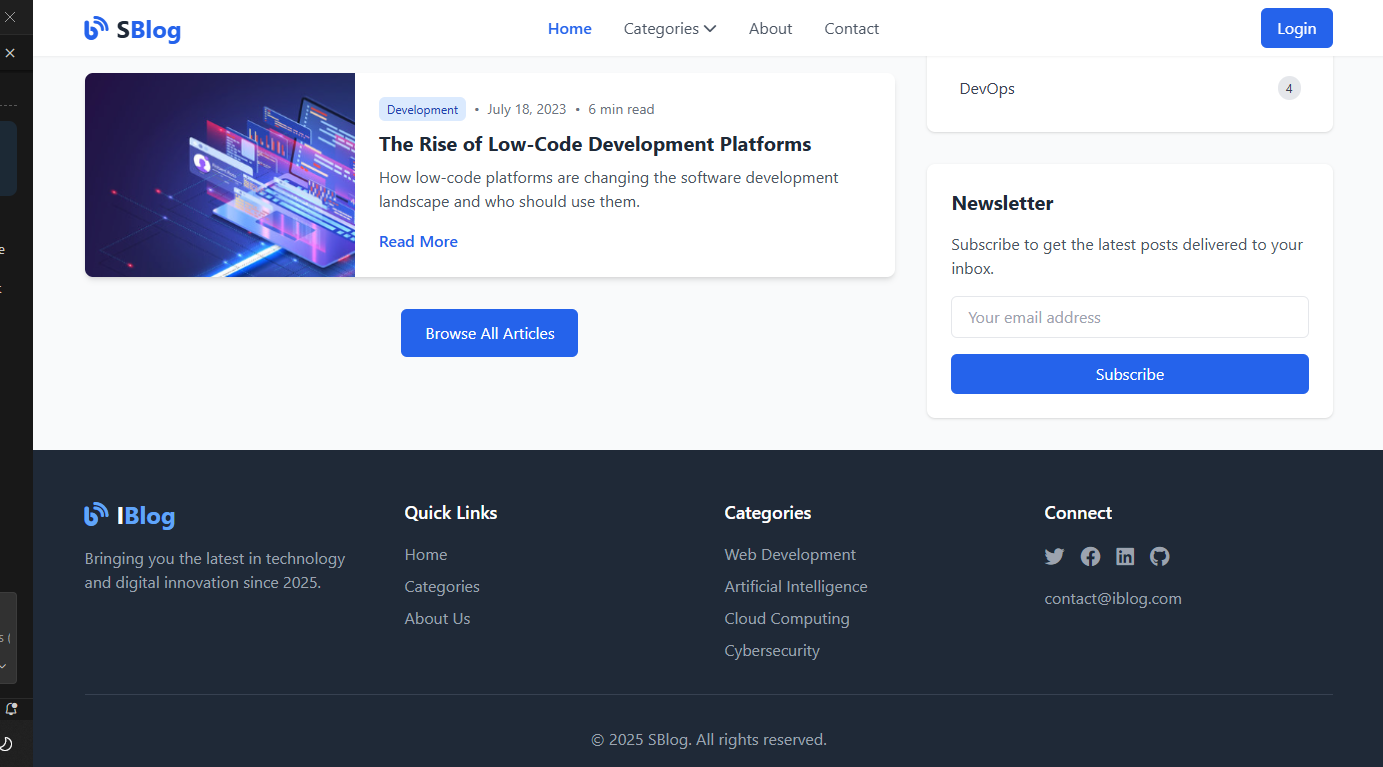 SBlog
Home Categories About Contact
Login
DevOps 4
Development • July 18, 2023 • 6 min read
The Rise of Low-Code Development Platforms
How low-code platforms are changing the software development
landscape and who should use them.
Read More
Browse All Articles
Newsletter
Subscribe to get the latest posts delivered to your
inbox.
Your email address
Subscribe
IBlog
Bringing you the latest in technology
and digital innovation since 2025.
Quick Links
Home
Categories
About Us
Categories
Web Development
Artificial Intelligence
Cloud Computing
Cybersecurity
Connect
contact@iblog.com
© 2025 SBlog. All rights reserved.